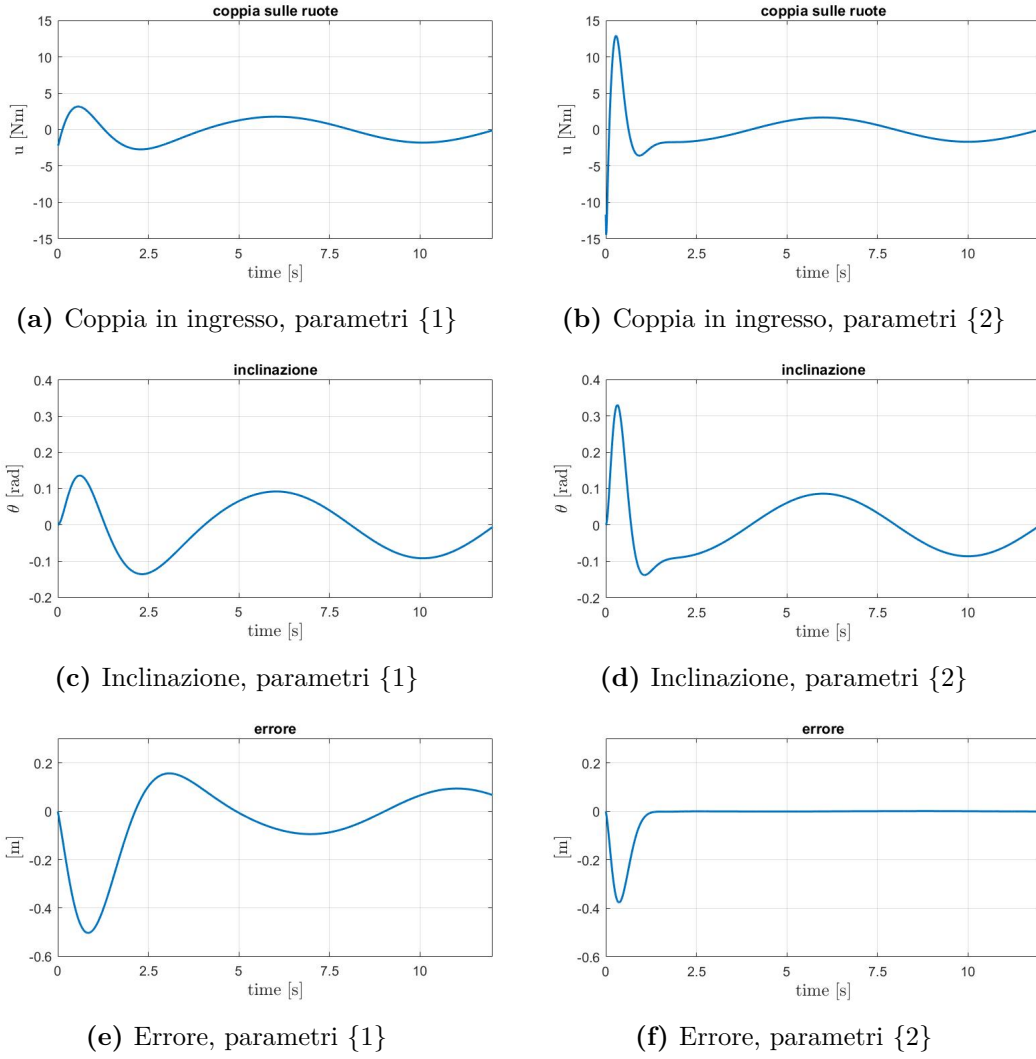 coppia sulle ruote
15
10
5
0
-5
-10
-15
u [Nm]
0 2.5 5 7.5 10
time [s]
(a) Coppia in ingresso, parametri {1}
coppia sulle ruote
15
10
5
0
-5
-10
-15
u [Nm]
0 2.5 5 7.5 10
time [s]
(b) Coppia in ingresso, parametri {2}
inclinazione
0.4
0.3
0.2
0.1
0
-0.1
-0.2
θ [rad]
0 2.5 5 7.5 10
time [s]
(c) Inclinazione, parametri {1}
inclinazione
0.4
0.3
0.2
0.1
0
-0.1
-0.2
θ [rad]
0 2.5 5 7.5 10
time [s]
(d) Inclinazione, parametri {2}
errore
0.2
0
-0.2
-0.4
-0.6
[m]
0 2.5 5 7.5 10
time [s]
(e) Errore, parametri {1}
errore
0.2
0
-0.2
-0.4
-0.6
[m]
0 2.5 5 7.5 10
time [s]
(f) Errore, parametri {2}